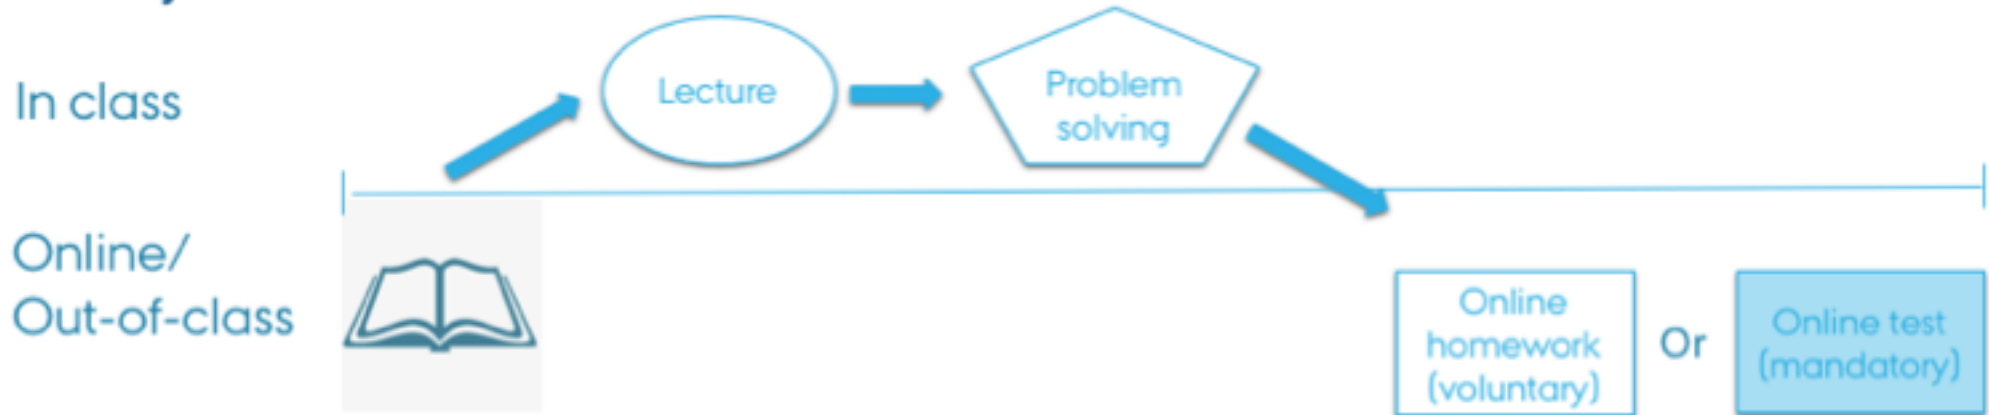 In class
Lecture
Problem
solving
Online/
Out-of-class
Online
homework
(voluntary)
Or
Online test
(mandatory)